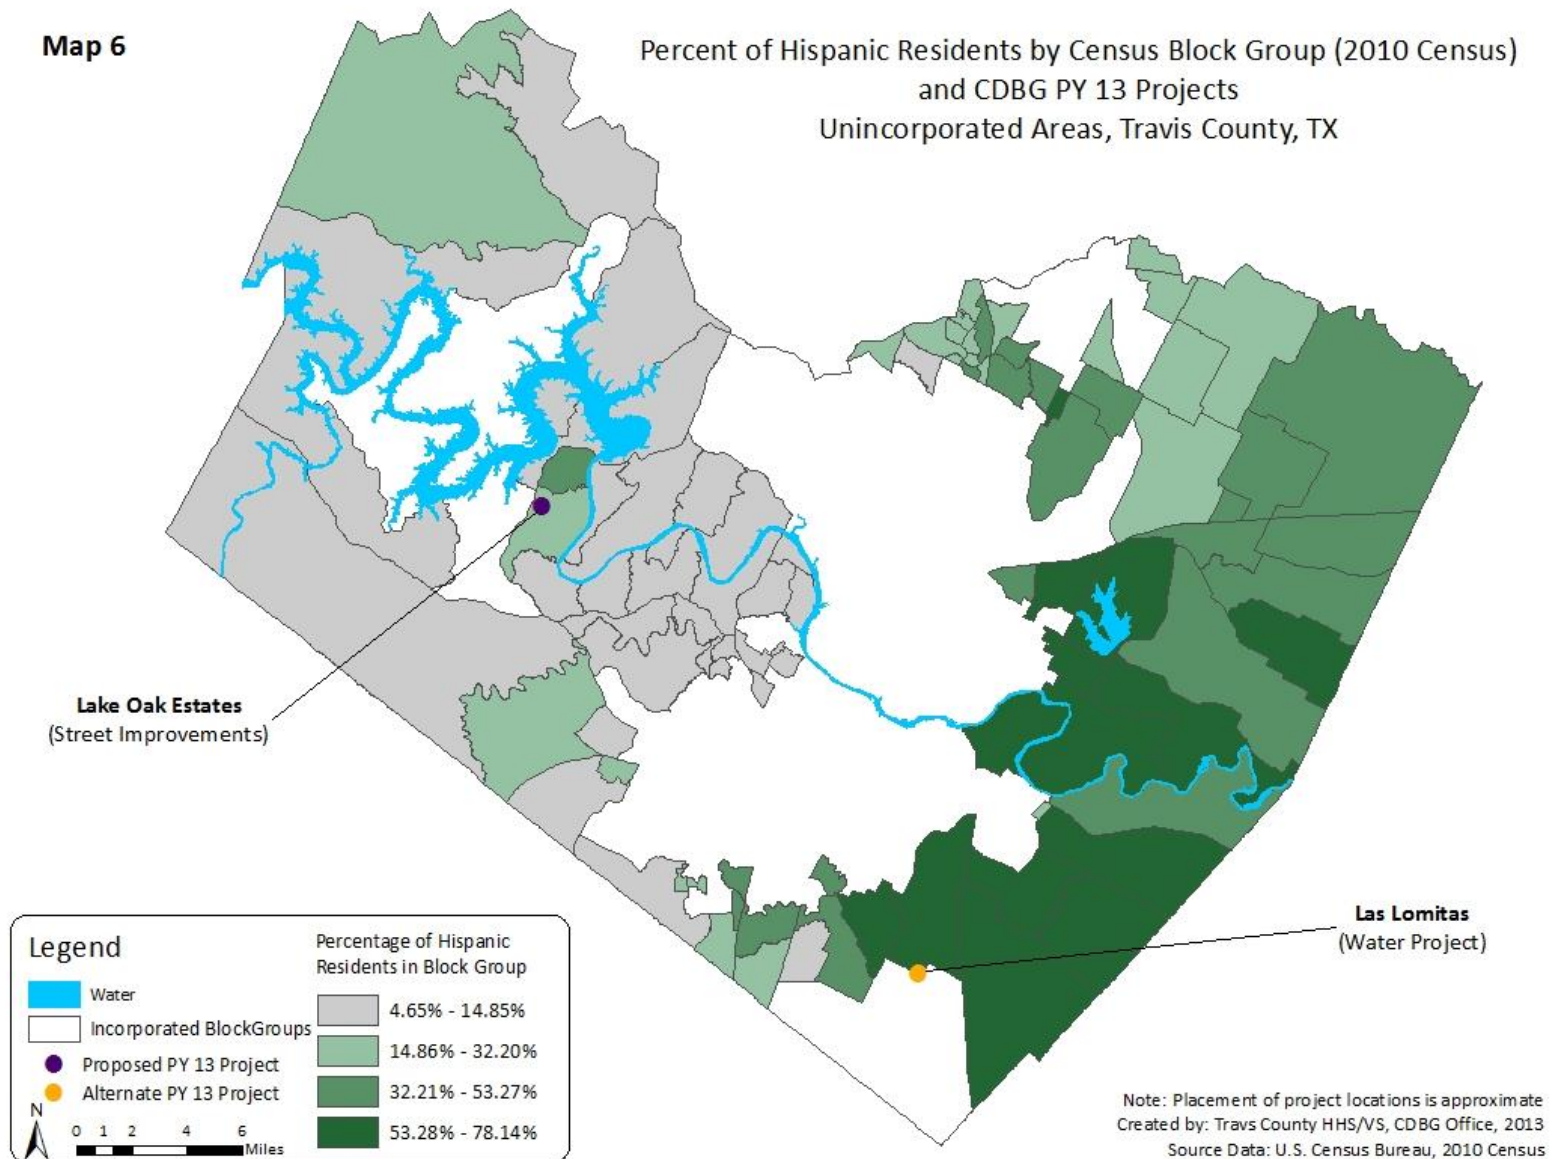 Map 6
Percent of Hispanic Residents by Census Block Group (2010 Census)
and CDBG PY 13 Projects
Unincorporated Areas, Travis County, TX
Lake Oak Estates
(Street Improvements)
Las Lomitas
(Water Project)
Legend
Water
Incorporated BlockGroups
Proposed PY 13 Project
Alternate PY 13 Project
N
0 1 2 4 6
Miles
Percentage of Hispanic
Residents in Block Group
4.65% - 14.85%
14.86% - 32.20%
32.21% - 53.27%
53.28% - 78.14%
Note: Placement of project locations is approximate
Created by: Travs County HHS/VS, CDBG Office, 2013
Source Data: U.S. Census Bureau, 2010 Census